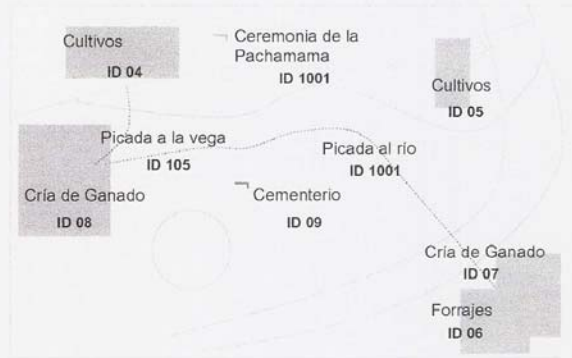 Cultivos
ID 04
Ceremonia de la
Pachamama
ID 1001
Cultivos
ID 05
Picada a la vega
ID 105
Picada al río
ID 1001
Cría de Ganado
ID 08
Cementerio
ID 09
Cría de Ganado
ID 07
Forrajes
ID 06